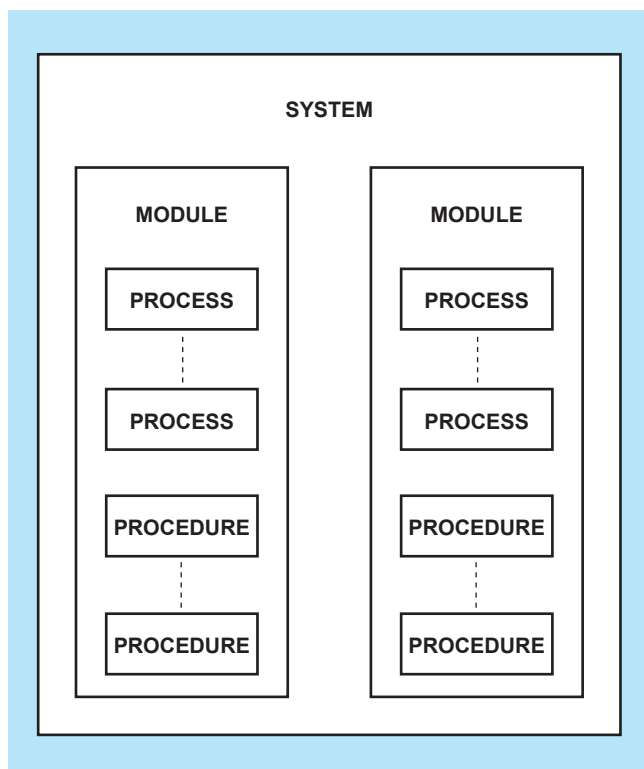 SYSTEM
MODULE
PROCESS
PROCESS
PROCEDURE
PROCEDURE
MODULE
PROCESS
PROCESS
PROCEDURE
PROCEDURE